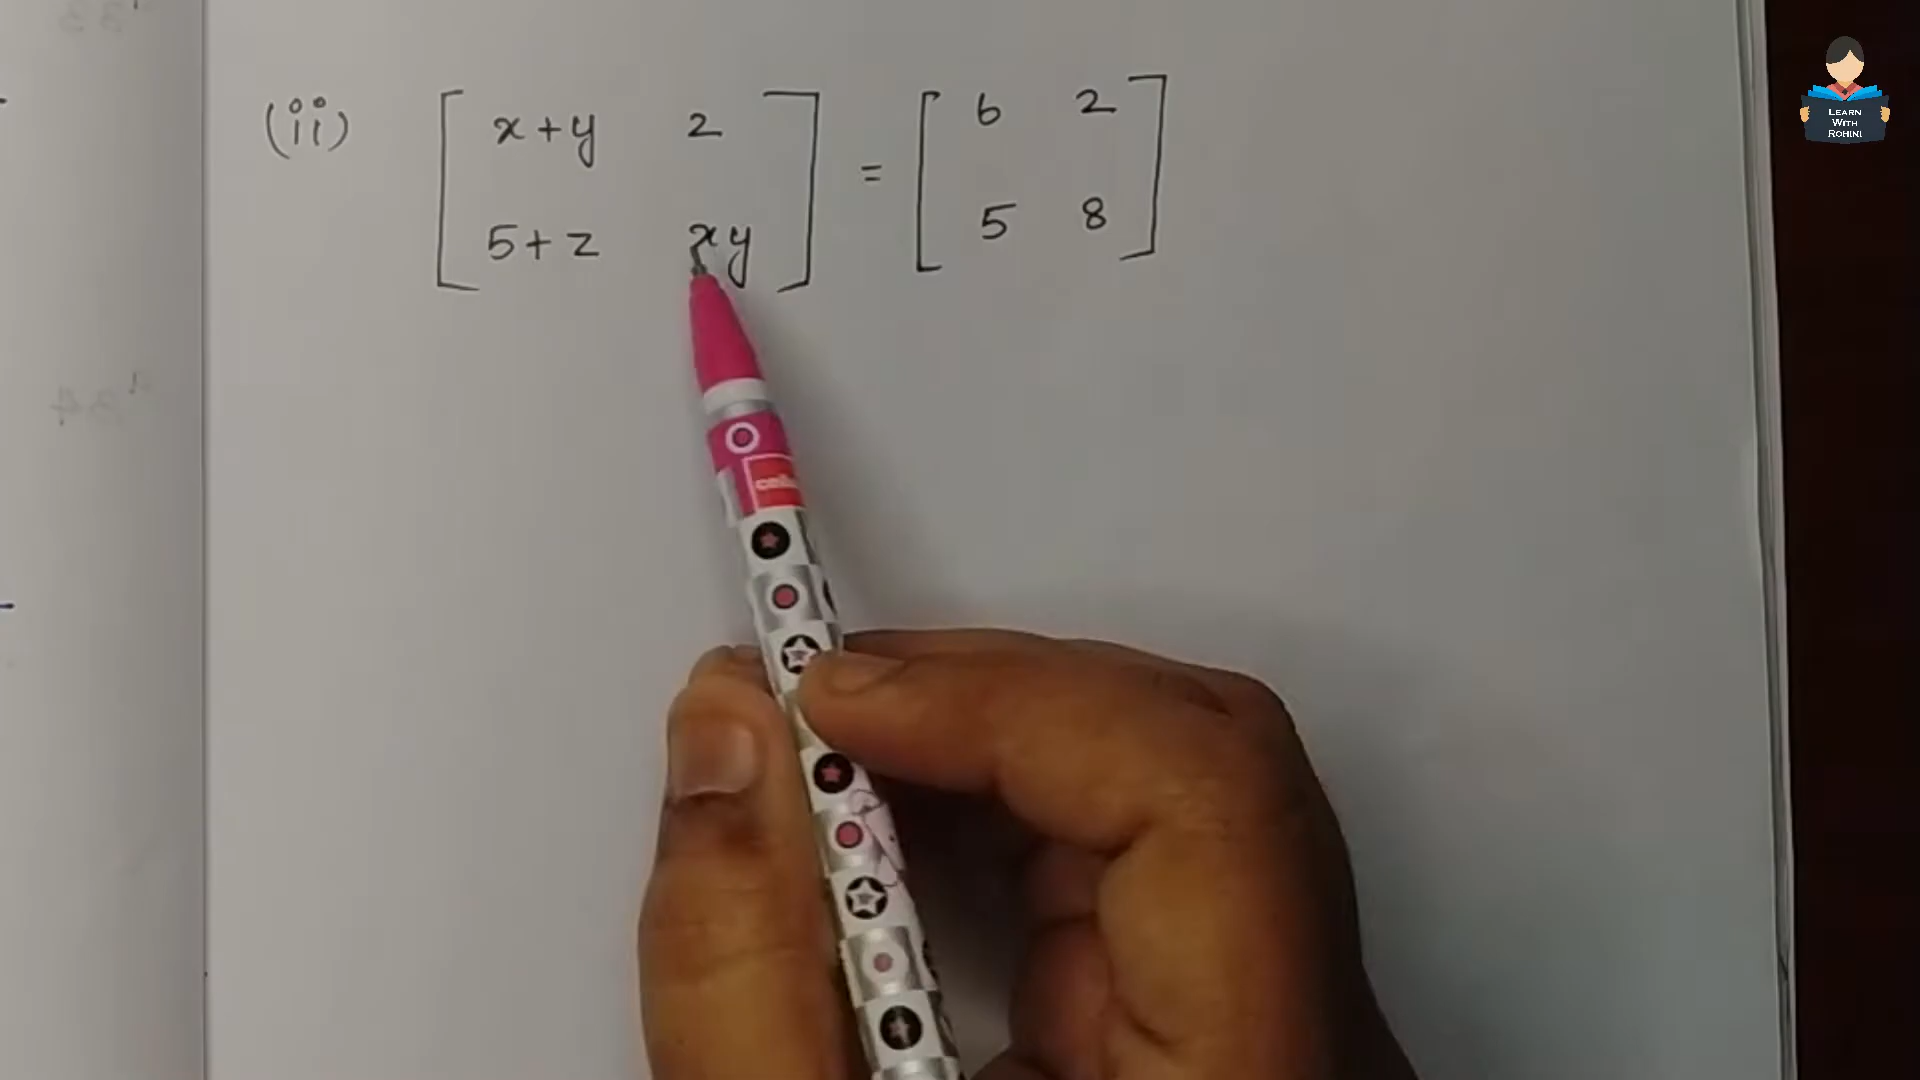 (ii) [ x+y 2 ] = [ 6 2 ]
[ 5+z xy ] [ 5 8 ]
LEARN
WITH
ROHINI